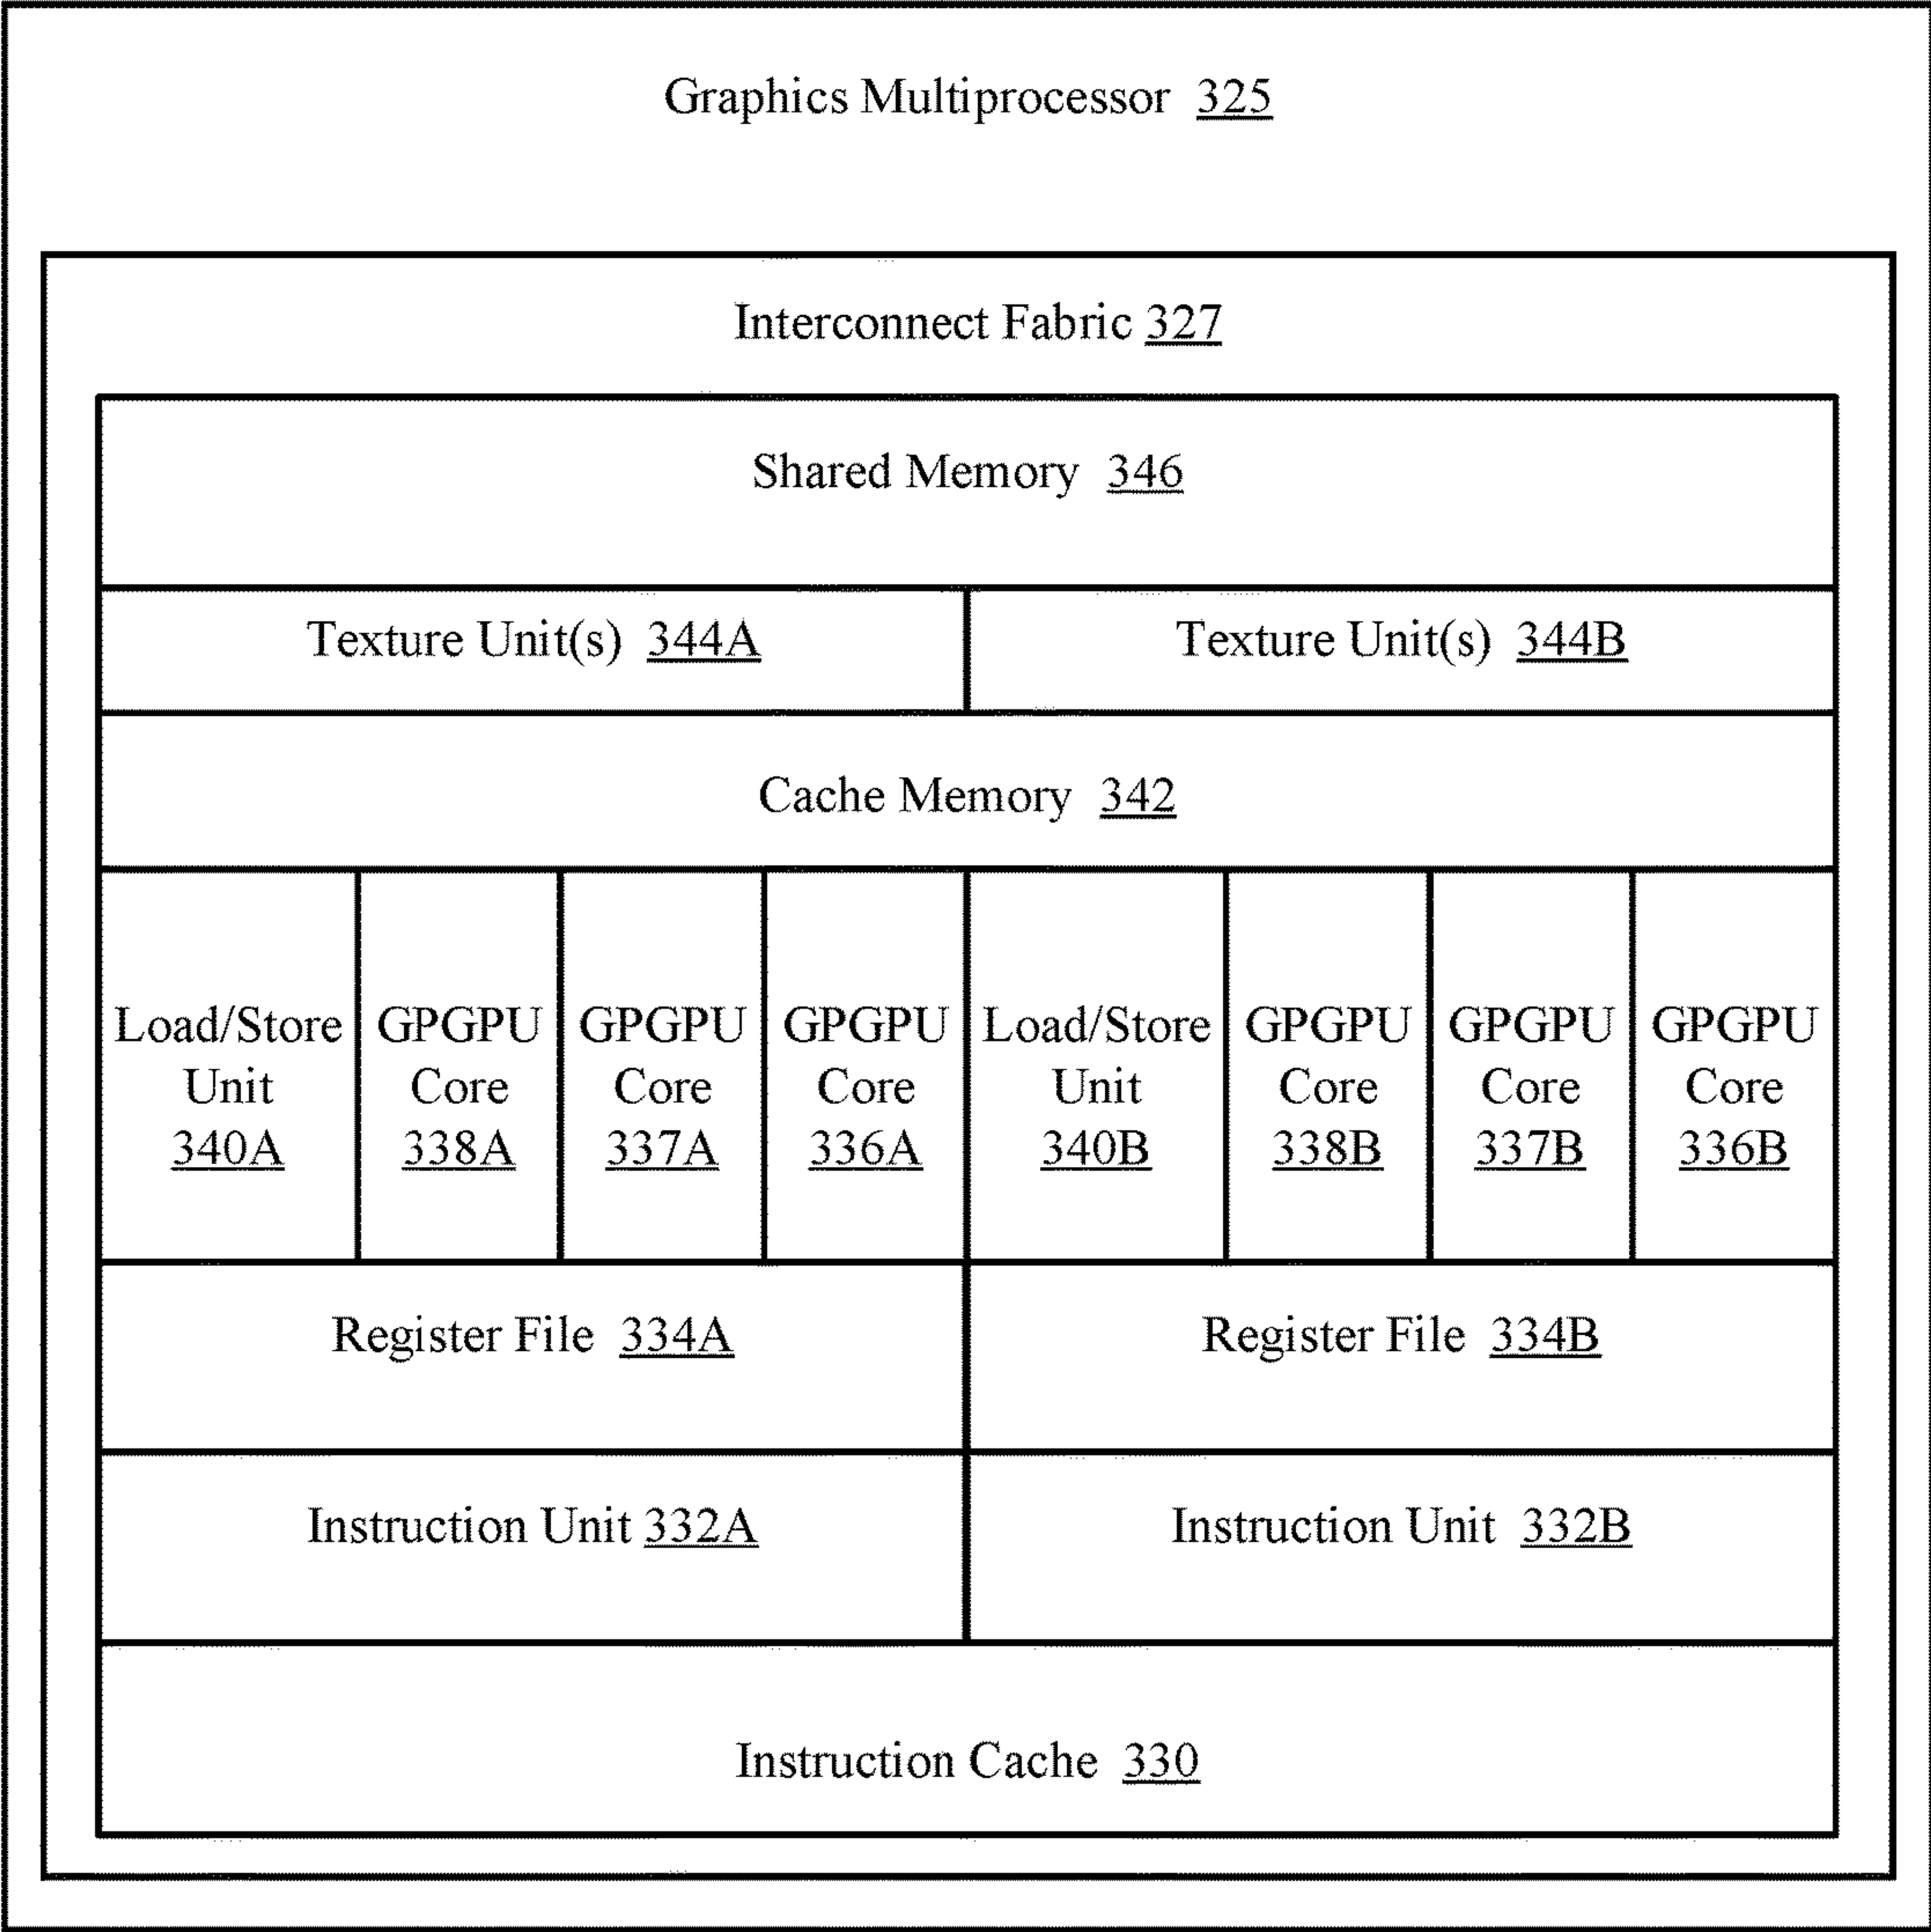 Graphics Multiprocessor 325
Interconnect Fabric 327
Shared Memory 346
Texture Unit(s) 344A
Texture Unit(s) 344B
Cache Memory 342
Load/Store
Unit
340A
GPGPU
Core
338A
GPGPU
Core
337A
GPGPU
Core
336A
Load/Store
Unit
340B
GPGPU
Core
338B
GPGPU
Core
337B
GPGPU
Core
336B
Register File 334A
Register File 334B
Instruction Unit 332A
Instruction Unit 332B
Instruction Cache 330